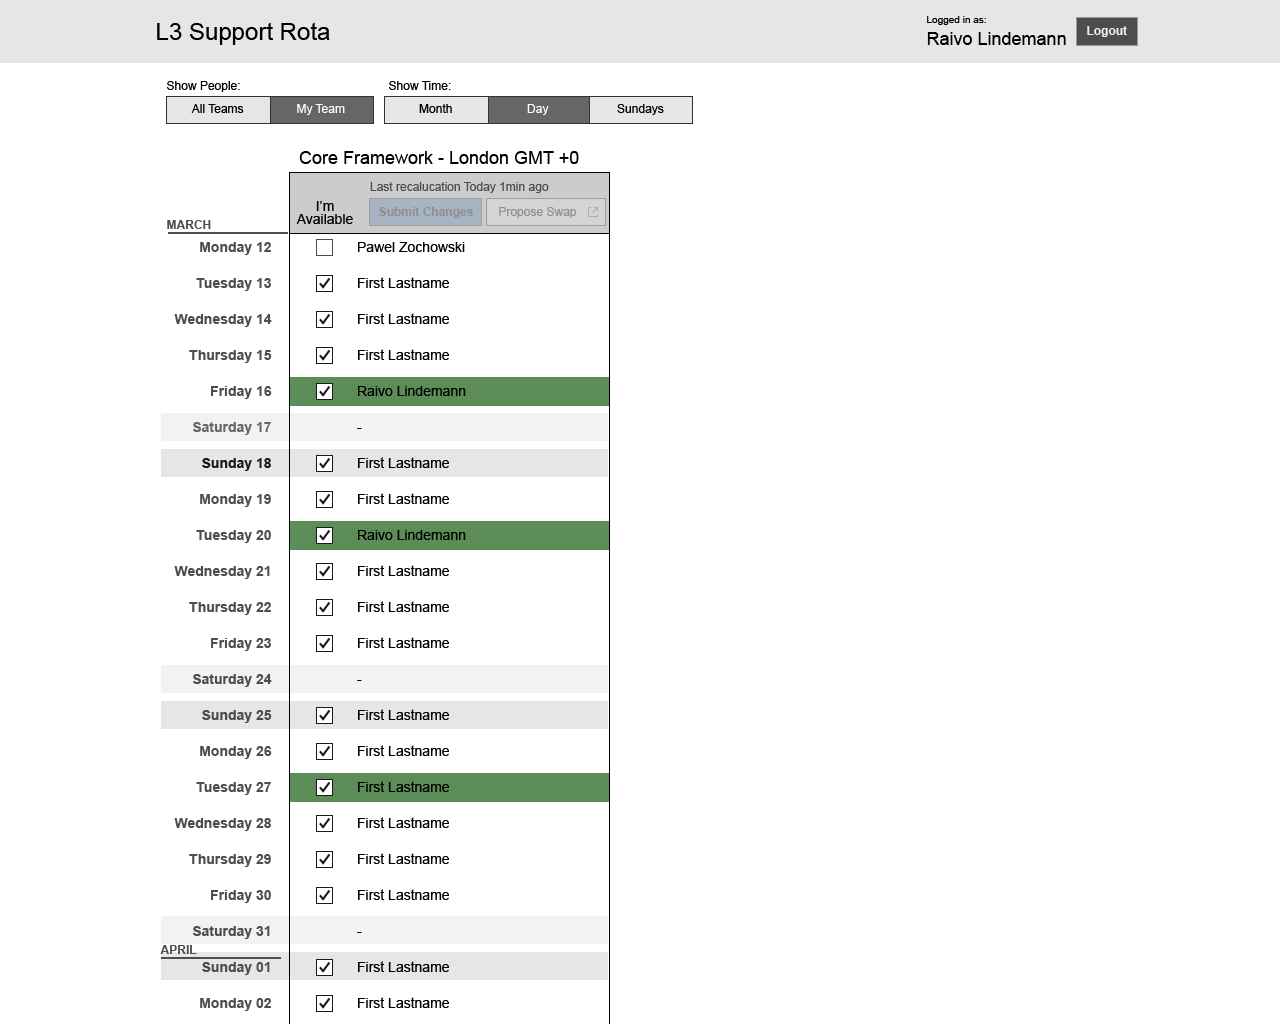 L3 Support Rota
Logged in as:
Raivo Lindemann
Logout
Show People:
Show Time:
All Teams
My Team
Month
Day
Sundays
Core Framework - London GMT +0
Last recalucation Today 1min ago
I'm
Available
Submit Changes
Propose Swap
MARCH
Monday 12 Pawel Zochowski
Tuesday 13 First Lastname
Wednesday 14 First Lastname
Thursday 15 First Lastname
Friday 16 Raivo Lindemann
Saturday 17 -
Sunday 18 First Lastname
Monday 19 First Lastname
Tuesday 20 Raivo Lindemann
Wednesday 21 First Lastname
Thursday 22 First Lastname
Friday 23 First Lastname
Saturday 24 -
Sunday 25 First Lastname
Monday 26 First Lastname
Tuesday 27 First Lastname
Wednesday 28 First Lastname
Thursday 29 First Lastname
Friday 30 First Lastname
Saturday 31 -
APRIL
Sunday 01 First Lastname
Monday 02 First Lastname